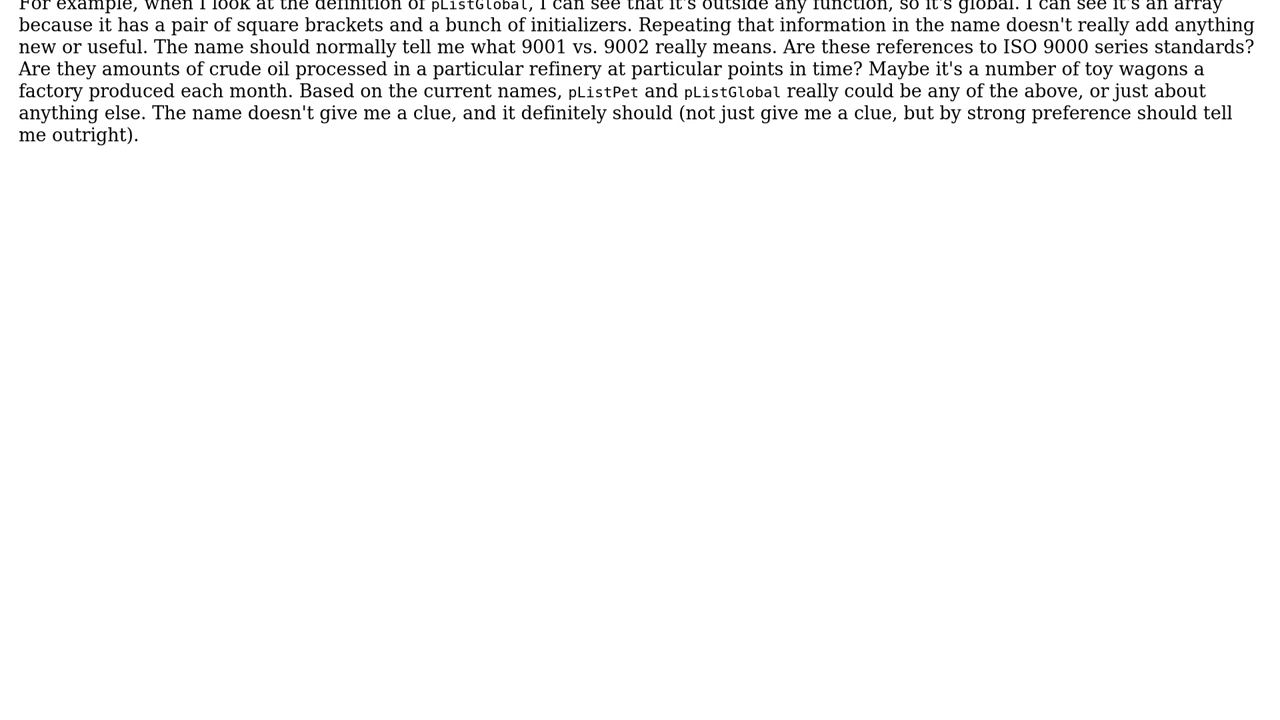 For example, when I look at the definition of pListGlobal, I can see that it's outside any function, so it's global. I can see it's an array
because it has a pair of square brackets and a bunch of initializers. Repeating that information in the name doesn't really add anything
new or useful. The name should normally tell me what 9001 vs. 9002 really means. Are these references to ISO 9000 series standards?
Are they amounts of crude oil processed in a particular refinery at particular points in time? Maybe it's a number of toy wagons a
factory produced each month. Based on the current names, pListPet and pListGlobal really could be any of the above, or just about
anything else. The name doesn't give me a clue, and it definitely should (not just give me a clue, but by strong preference should tell
me outright).